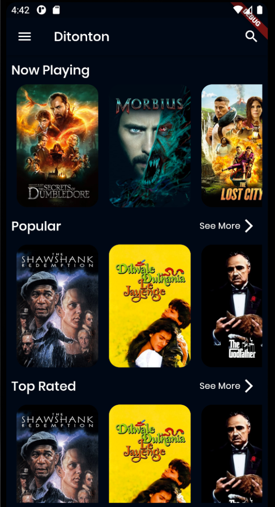 4:42
DEBUG
Ditonton
Now Playing
THE SECRETS OF
DUMBLEDORE
MORBIUS
THE
LOST CITY
Popular
See More
THE
SHAWSHANK
REDEMPTION
Dilwale
Dulhania
Le
Jayenge
The
Godfather
Top Rated
See More
THE
SHAWSHANK
REDEMPTION
Dilwale
Dulhania
Le
Jayenge